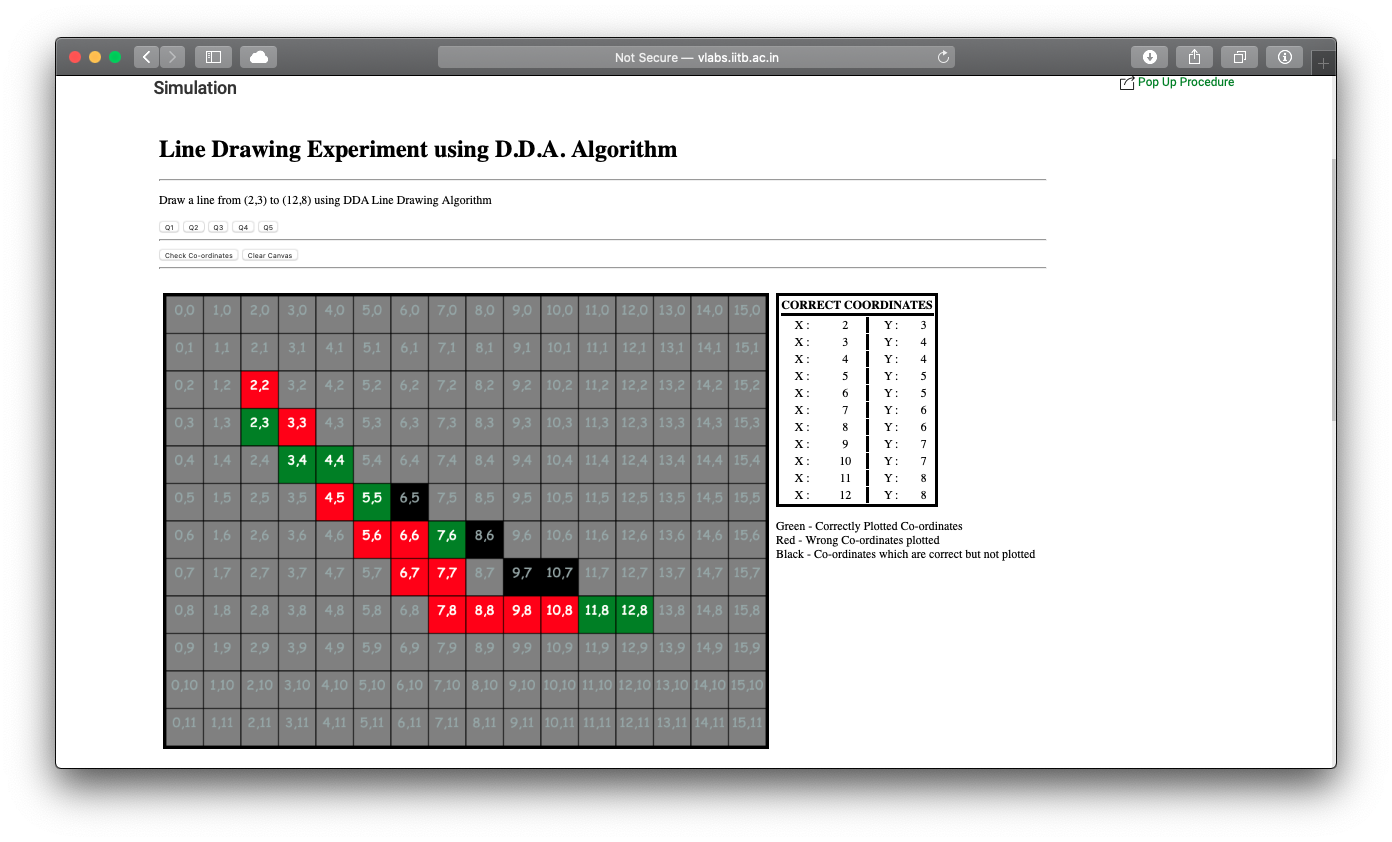 Not Secure — vlabs.iitb.ac.in
Simulation
Pop Up Procedure
Line Drawing Experiment using D.D.A. Algorithm
Draw a line from (2,3) to (12,8) using DDA Line Drawing Algorithm
Q1 Q2 Q3 Q4 Q5
Check Co-ordinates Clear Canvas
0,0 1,0 2,0 3,0 4,0 5,0 6,0 7,0 8,0 9,0 10,0 11,0 12,0 13,0 14,0 15,0
0,1 1,1 2,1 3,1 4,1 5,1 6,1 7,1 8,1 9,1 10,1 11,1 12,1 13,1 14,1 15,1
0,2 1,2 2,2 3,2 4,2 5,2 6,2 7,2 8,2 9,2 10,2 11,2 12,2 13,2 14,2 15,2
0,3 1,3 2,3 3,3 4,3 5,3 6,3 7,3 8,3 9,3 10,3 11,3 12,3 13,3 14,3 15,3
0,4 1,4 2,4 3,4 4,4 5,4 6,4 7,4 8,4 9,4 10,4 11,4 12,4 13,4 14,4 15,4
0,5 1,5 2,5 3,5 4,5 5,5 6,5 7,5 8,5 9,5 10,5 11,5 12,5 13,5 14,5 15,5
0,6 1,6 2,6 3,6 4,6 5,6 6,6 7,6 8,6 9,6 10,6 11,6 12,6 13,6 14,6 15,6
0,7 1,7 2,7 3,7 4,7 5,7 6,7 7,7 8,7 9,7 10,7 11,7 12,7 13,7 14,7 15,7
0,8 1,8 2,8 3,8 4,8 5,8 6,8 7,8 8,8 9,8 10,8 11,8 12,8 13,8 14,8 15,8
0,9 1,9 2,9 3,9 4,9 5,9 6,9 7,9 8,9 9,9 10,9 11,9 12,9 13,9 14,9 15,9
0,10 1,10 2,10 3,10 4,10 5,10 6,10 7,10 8,10 9,10 10,10 11,10 12,10 13,10 14,10 15,10
0,11 1,11 2,11 3,11 4,11 5,11 6,11 7,11 8,11 9,11 10,11 11,11 12,11 13,11 14,11 15,11
CORRECT COORDINATES
X : 2 Y : 3
X : 3 Y : 4
X : 4 Y : 4
X : 5 Y : 5
X : 6 Y : 5
X : 7 Y : 6
X : 8 Y : 6
X : 9 Y : 7
X : 10 Y : 7
X : 11 Y : 8
X : 12 Y : 8
Green - Correctly Plotted Co-ordinates
Red - Wrong Co-ordinates plotted
Black - Co-ordinates which are correct but not plotted